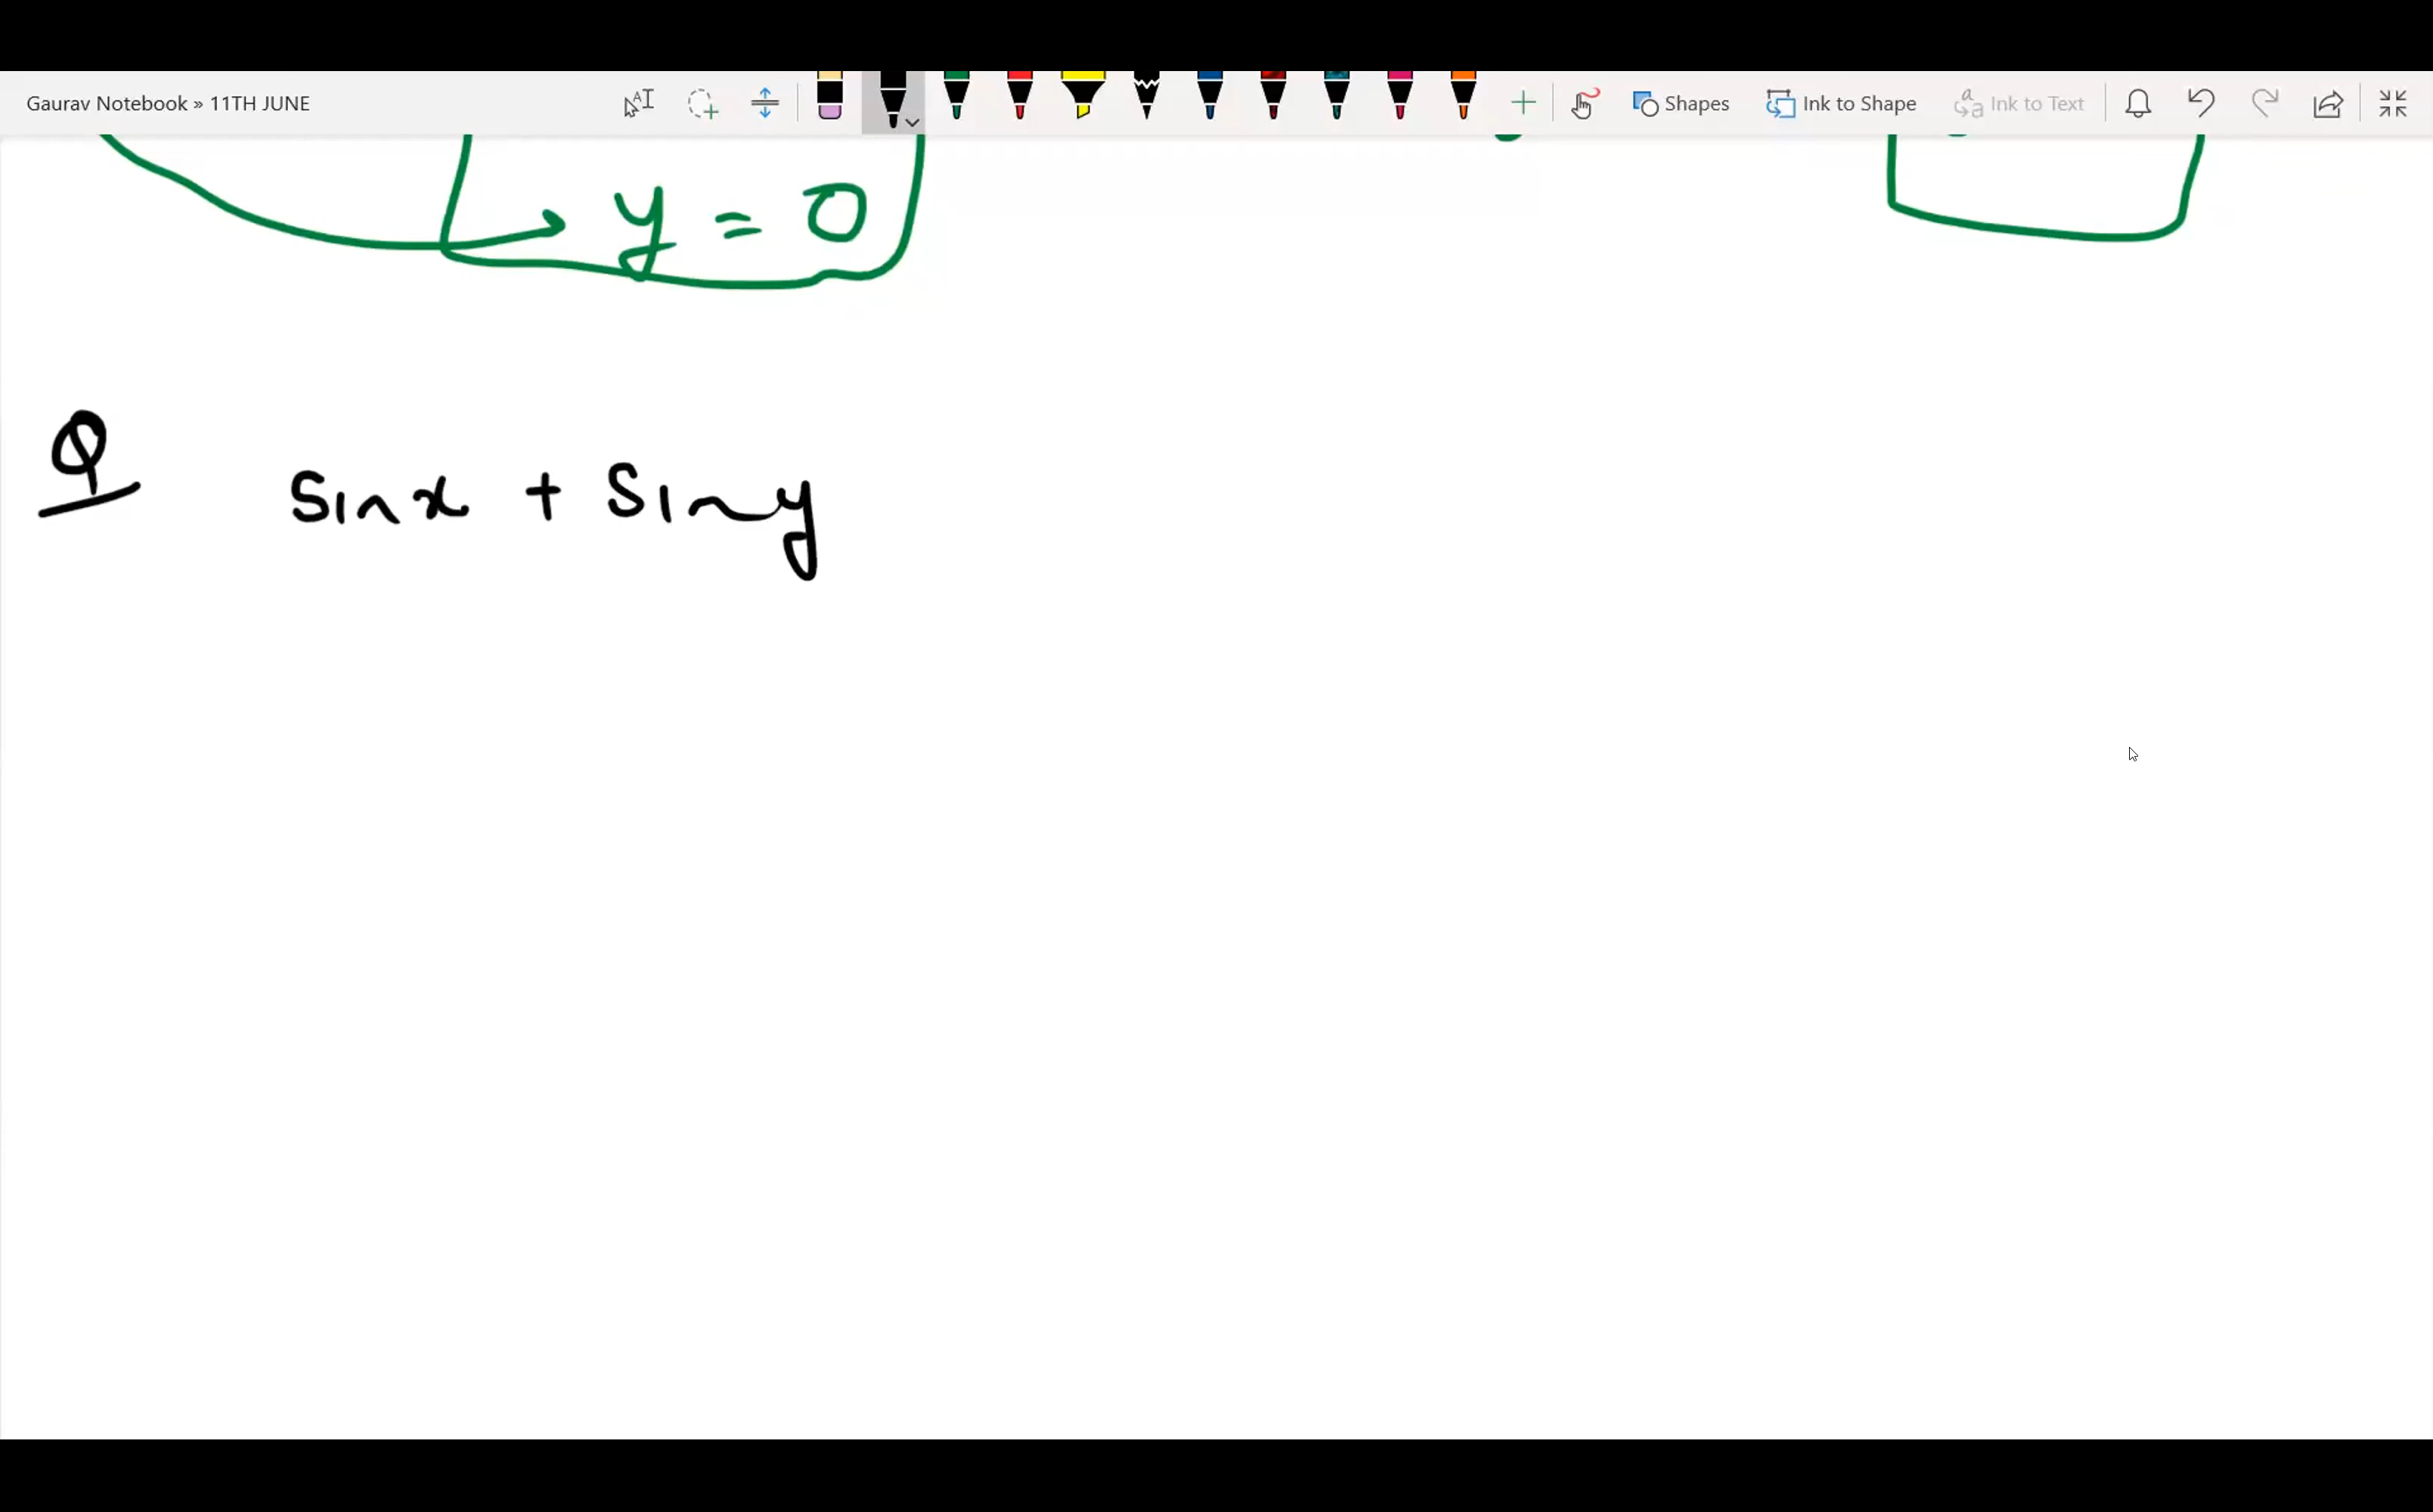 Gaurav Notebook » 11TH JUNE
Shapes
Ink to Shape
Ink to Text
y = 0
Q
sinx + siny